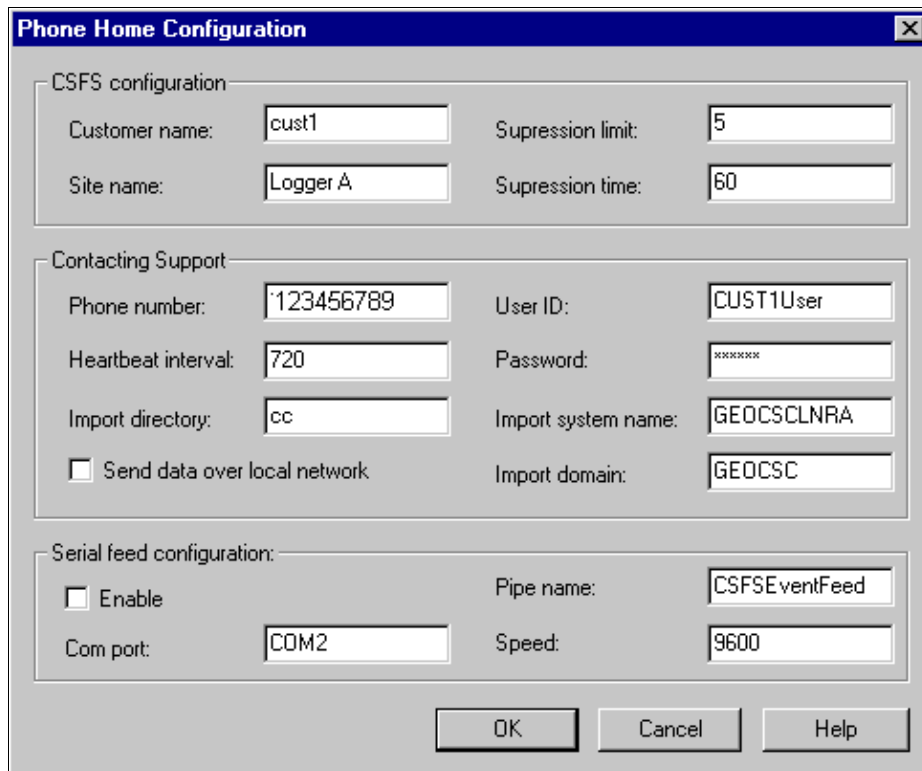 Phone Home Configuration
CSFS configuration
Customer name: cust1 Supression limit: 5
Site name: Logger A Supression time: 60
Contacting Support
Phone number: 123456789 User ID: CUST1User
Heartbeat interval: 720 Password: ******
Import directory: cc Import system name: GEOCSCLNRA
Send data over local network Import domain: GEOCSC
Serial feed configuration:
Enable Pipe name: CSFSEventFeed
Com port: COM2 Speed: 9600
OK Cancel Help